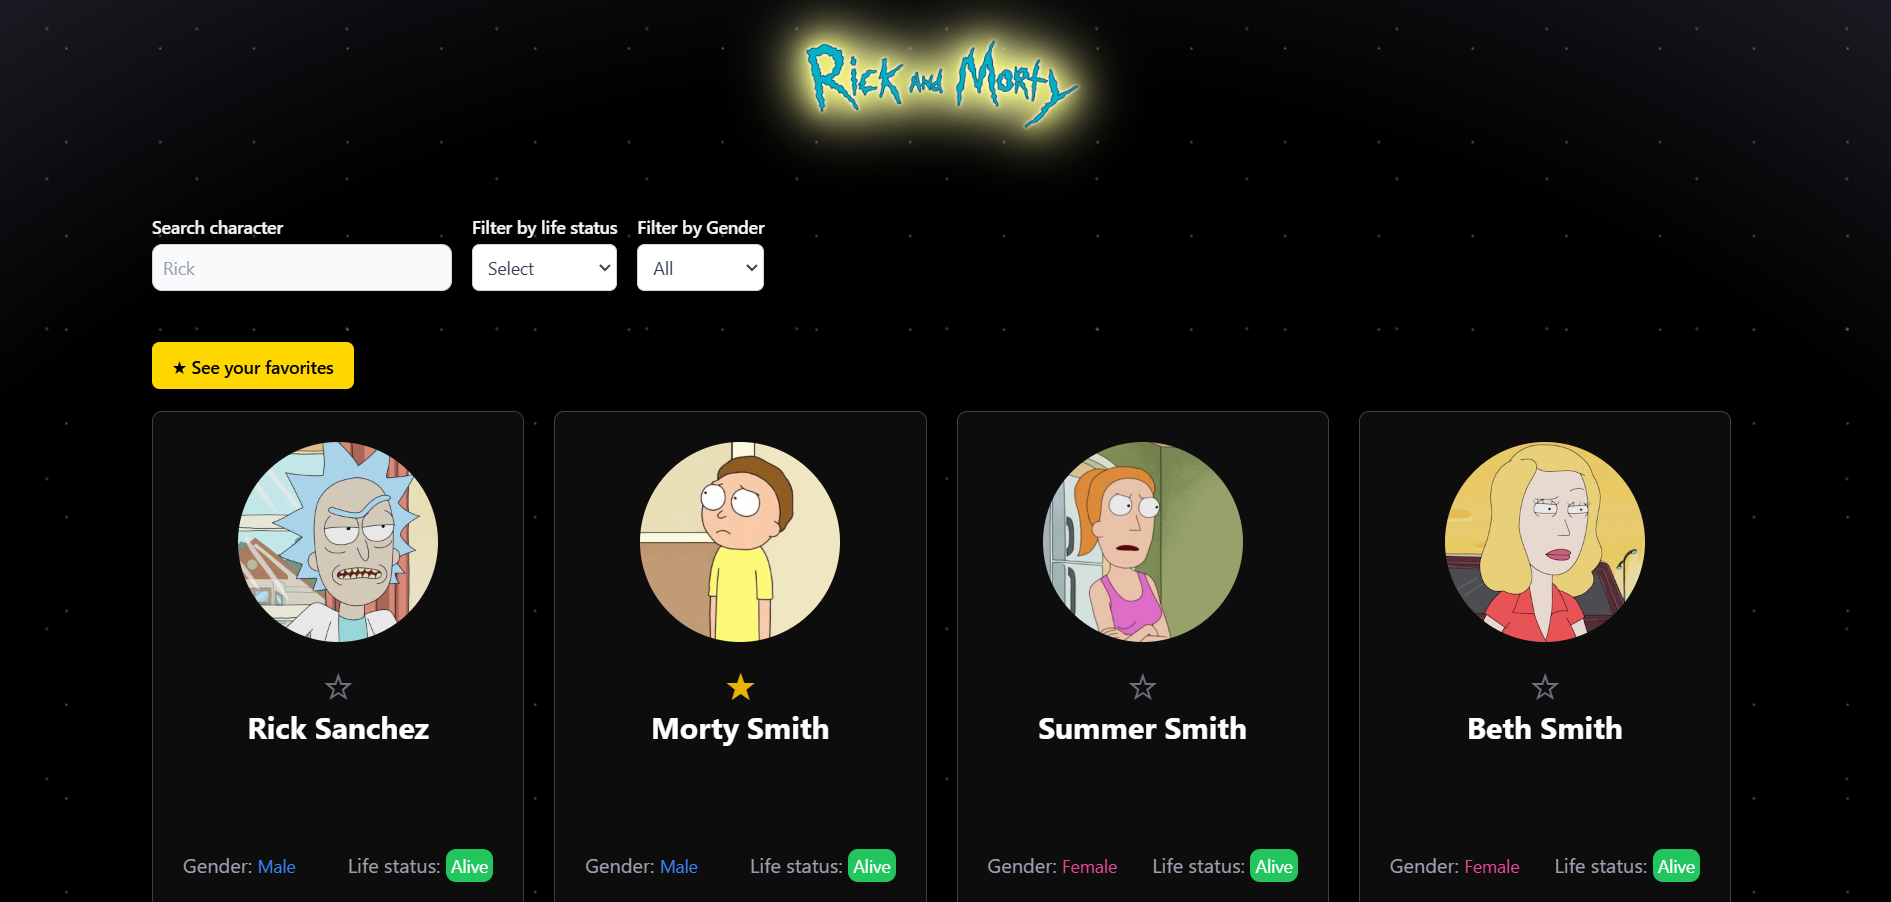 Rick and Morty
Search character
Filter by life status
Filter by Gender
Rick
Select
All
★ See your favorites
Rick Sanchez
Morty Smith
Summer Smith
Beth Smith
Gender: Male
Life status: Alive
Gender: Male
Life status: Alive
Gender: Female
Life status: Alive
Gender: Female
Life status: Alive